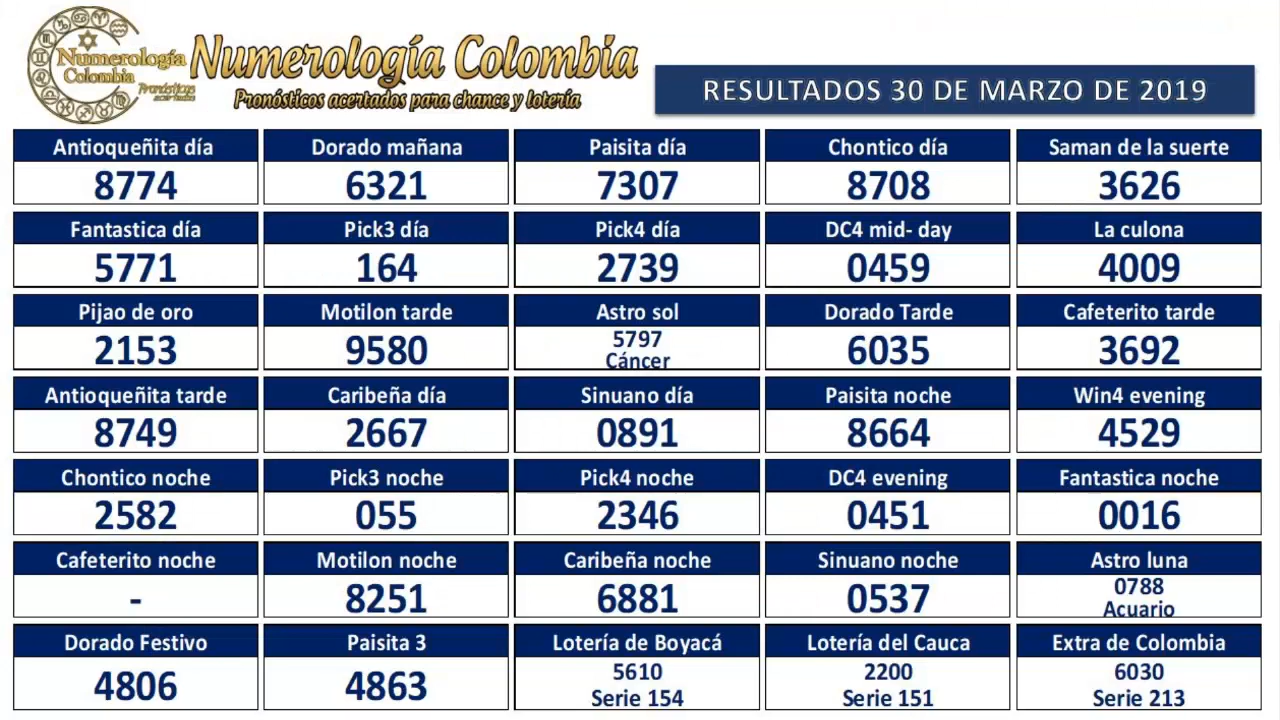 Numerología
Colombia
Pronósticos
acertados
Numerología Colombia
Pronósticos acertados para chance y lotería
RESULTADOS 30 DE MARZO DE 2019
Antioqueñita día Dorado mañana Paisita día Chontico día Saman de la suerte
8774 6321 7307 8708 3626
Fantastica día Pick3 día Pick4 día DC4 mid- day La culona
5771 164 2739 0459 4009
Pijao de oro Motilon tarde Astro sol Dorado Tarde Cafeterito tarde
2153 9580 5797 6035 3692
Cáncer
Antioqueñita tarde Caribeña día Sinuano día Paisita noche Win4 evening
8749 2667 0891 8664 4529
Chontico noche Pick3 noche Pick4 noche DC4 evening Fantastica noche
2582 055 2346 0451 0016
Cafeterito noche Motilon noche Caribeña noche Sinuano noche Astro luna
- 8251 6881 0537 0788
Acuario
Dorado Festivo Paisita 3 Lotería de Boyacá Lotería del Cauca Extra de Colombia
4806 4863 5610 2200 6030
Serie 154 Serie 151 Serie 213